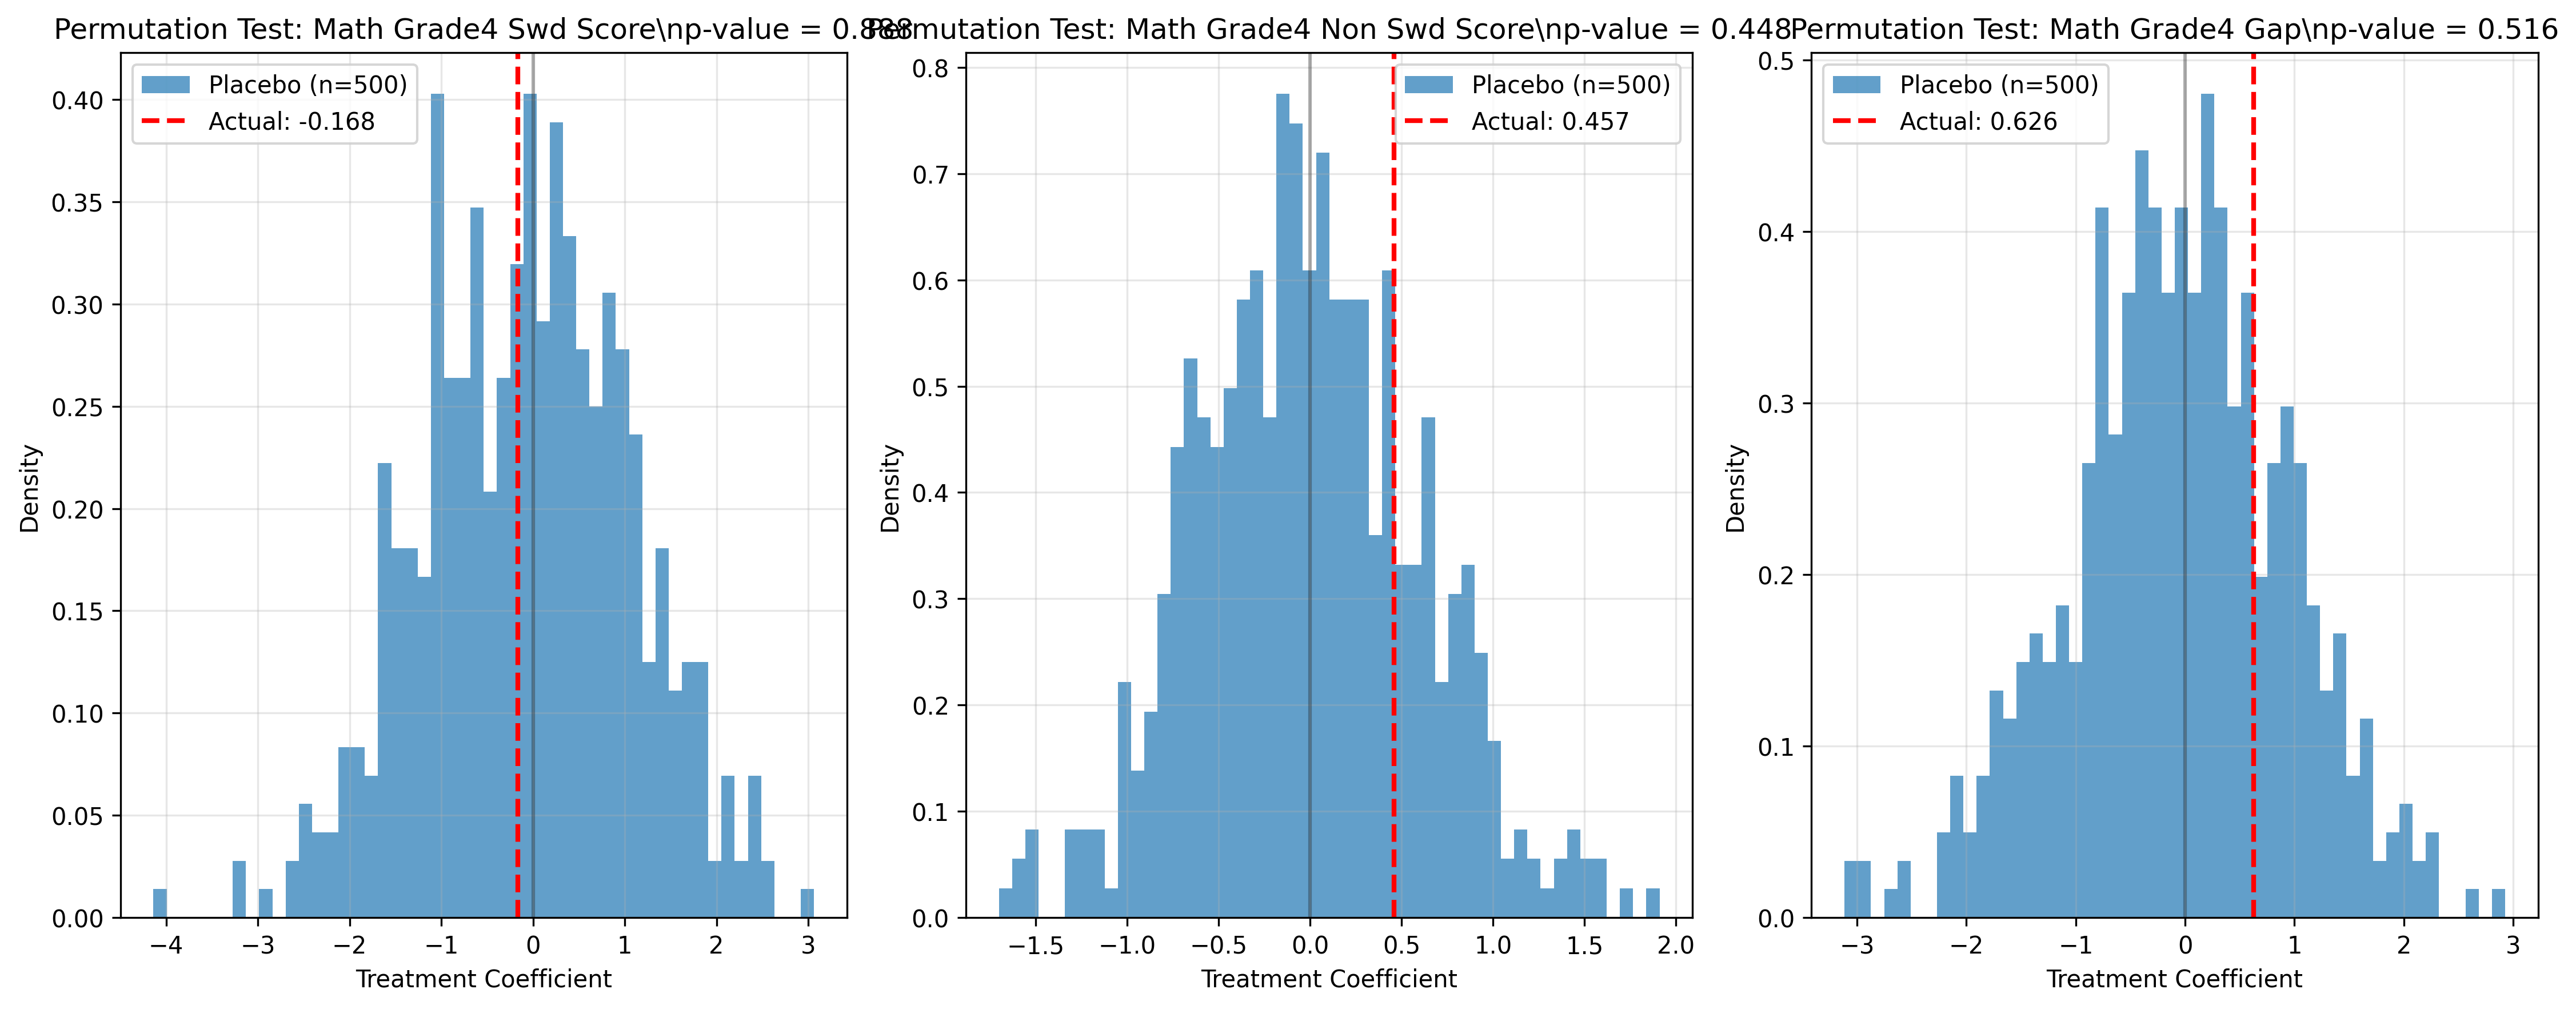 Permutation Test: Math Grade4 Swd Score\np-value = 0.888
Permutation Test: Math Grade4 Non Swd Score\np-value = 0.448
Permutation Test: Math Grade4 Gap\np-value = 0.516
Placebo (n=500)
Actual: -0.168
0.40
0.35
0.30
0.25
0.20
0.15
0.10
0.05
0.00
Density
−4 −3 −2 −1 0 1 2 3
Treatment Coefficient
Placebo (n=500)
Actual: 0.457
0.8
0.7
0.6
0.5
0.4
0.3
0.2
0.1
0.0
Density
−1.5 −1.0 −0.5 0.0 0.5 1.0 1.5 2.0
Treatment Coefficient
Placebo (n=500)
Actual: 0.626
0.5
0.4
0.3
0.2
0.1
0.0
Density
−3 −2 −1 0 1 2 3
Treatment Coefficient